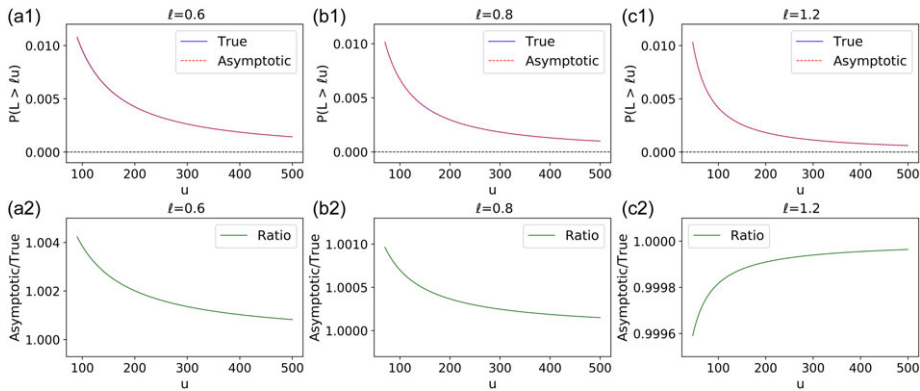 (a1)
ℓ=0.6
P(L > ℓu)
0.010
0.005
0.000
True
Asymptotic
100 200 300 400 500
u
(b1)
ℓ=0.8
P(L > ℓu)
0.010
0.005
0.000
True
Asymptotic
100 200 300 400 500
u
(c1)
ℓ=1.2
P(L > ℓu)
0.010
0.005
0.000
True
Asymptotic
100 200 300 400 500
u
(a2)
ℓ=0.6
Asymptotic/True
1.004
1.002
1.000
Ratio
100 200 300 400 500
u
(b2)
ℓ=0.8
Asymptotic/True
1.0010
1.0005
1.0000
Ratio
100 200 300 400 500
u
(c2)
ℓ=1.2
Asymptotic/True
1.0000
0.9998
0.9996
Ratio
100 200 300 400 500
u